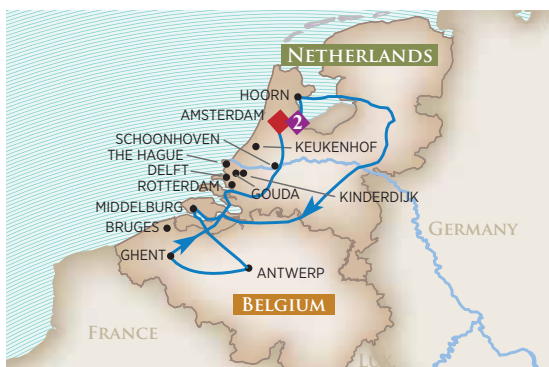 NETHERLANDS
HOORN
AMSTERDAM
2
SCHOONHOVEN
KEUKENHOF
THE HAGUE
DELFT
ROTTERDAM
GOUDA
KINDERDIJK
MIDDELBURG
BRUGES
GERMANY
GHENT
ANTWERP
BELGIUM
FRANCE
LUX